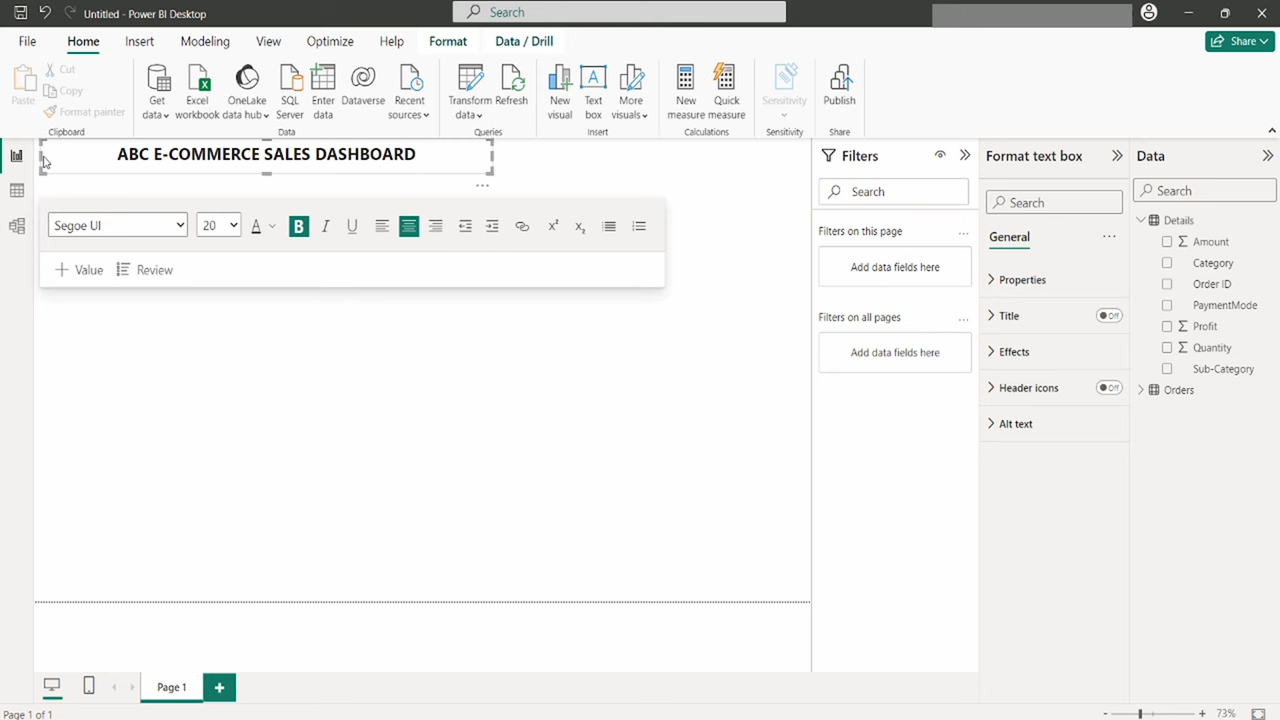 Untitled - Power BI Desktop
Search
File Home Insert Modeling View Optimize Help Format Data / Drill
Share
Paste
Cut
Copy
Format painter
Clipboard
Get data
Excel workbook
OneLake data hub
SQL Server
Enter data
Dataverse
Recent sources
Data
Transform data
Refresh
Queries
New visual
Text box
More visuals
Insert
New measure
Quick measure
Calculations
Sensitivity
Sensitivity
Publish
Share
ABC E-COMMERCE SALES DASHBOARD
Segoe UI
20
A
B
I
U
Value
Review
Filters
Search
Filters on this page
Add data fields here
Filters on all pages
Add data fields here
Format text box
Search
General
Properties
Title Off
Effects
Header icons Off
Alt text
Data
Search
Details
Amount
Category
Order ID
PaymentMode
Profit
Quantity
Sub-Category
Orders
Page 1
Page 1 of 1
73%